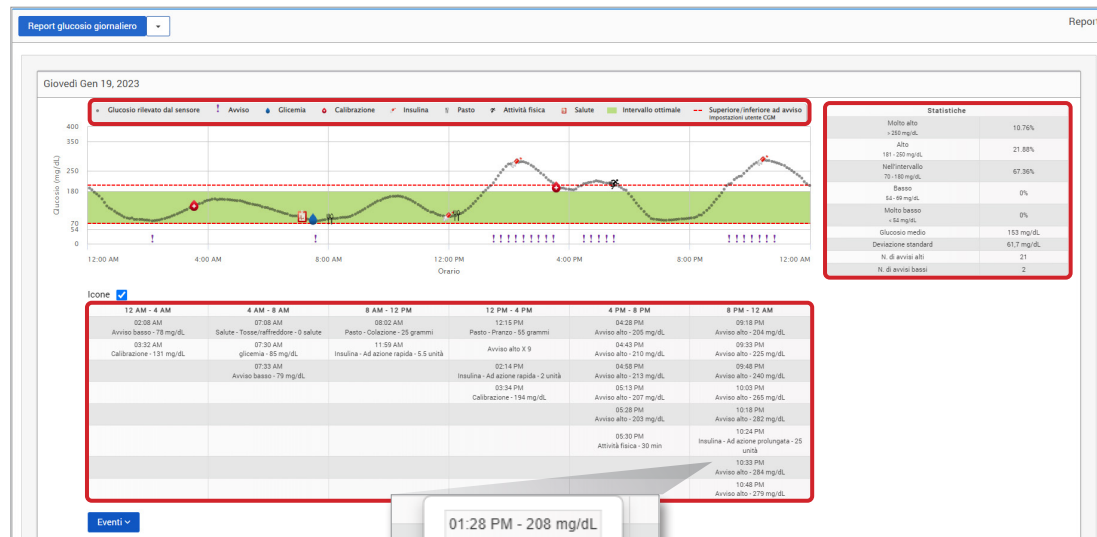 Report glucosio giornaliero
Report
Giovedì Gen 19, 2023
Glucosio rilevato dal sensore Avviso Glicemia Calibrazione Insulina Pasto Attività fisica Salute Intervallo ottimale Superiore/inferiore ad avviso
Impostazioni utente CGM
400
350
250
180
70
54
0
Glucosio (mg/dL)
12:00 AM 4:00 AM 8:00 AM 12:00 PM 4:00 PM 8:00 PM 12:00 AM
Orario
Statistiche
Molto alto
> 250 mg/dL
10.76%
Alto
181 - 250 mg/dL
21.88%
Nell'intervallo
70 - 180 mg/dL
67.36%
Basso
54 - 69 mg/dL
0%
Molto basso
< 54 mg/dL
0%
Glucosio medio 153 mg/dL
Deviazione standard 61,7 mg/dL
N. di avvisi alti 21
N. di avvisi bassi 2
Icone
12 AM - 4 AM 4 AM - 8 AM 8 AM - 12 PM 12 PM - 4 PM 4 PM - 8 PM 8 PM - 12 AM
02:08 AM 07:08 AM 08:02 AM 12:15 PM 04:28 PM 09:18 PM
Avviso basso - 78 mg/dL Salute - Tosse/raffreddore - 0 salute Pasto - Colazione - 25 grammi Pasto - Pranzo - 55 grammi Avviso alto - 205 mg/dL Avviso alto - 204 mg/dL
03:32 AM 07:30 AM 11:59 AM Avviso alto X 9 04:43 PM 09:33 PM
Calibrazione - 131 mg/dL glicemia - 85 mg/dL Insulina - Ad azione rapida - 5.5 unità Avviso alto - 210 mg/dL Avviso alto - 225 mg/dL
07:33 AM 02:14 PM 04:58 PM 09:48 PM
Avviso basso - 79 mg/dL Insulina - Ad azione rapida - 2 unità Avviso alto - 213 mg/dL Avviso alto - 240 mg/dL
03:34 PM 05:13 PM 10:03 PM
Calibrazione - 194 mg/dL Avviso alto - 207 mg/dL Avviso alto - 265 mg/dL
05:28 PM 10:18 PM
Avviso alto - 203 mg/dL Avviso alto - 282 mg/dL
05:30 PM 10:24 PM
Attività fisica - 30 min Insulina - Ad azione prolungata - 25
unità
10:33 PM
Avviso alto - 284 mg/dL
10:48 PM
Avviso alto - 279 mg/dL
Eventi
01:28 PM - 208 mg/dL